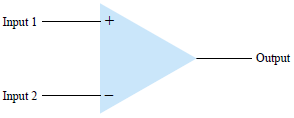 Input 1
+
Output
Input 2
−